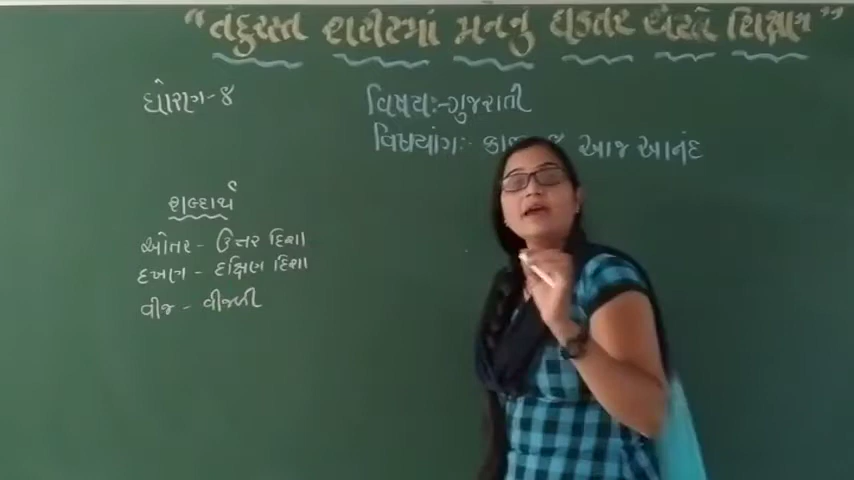 "તંદુરસ્ત શરીરમાં મનનું ઘડતર એટલે શિક્ષણ"
ધોરણ-૪
વિષય:-ગુજરાતી
વિષયાંગ:- આજ આનંદ
શબ્દાર્થ
ઓતર - ઉત્તર દિશા
દખણ - દક્ષિણ દિશા
વીજ - વીજળી